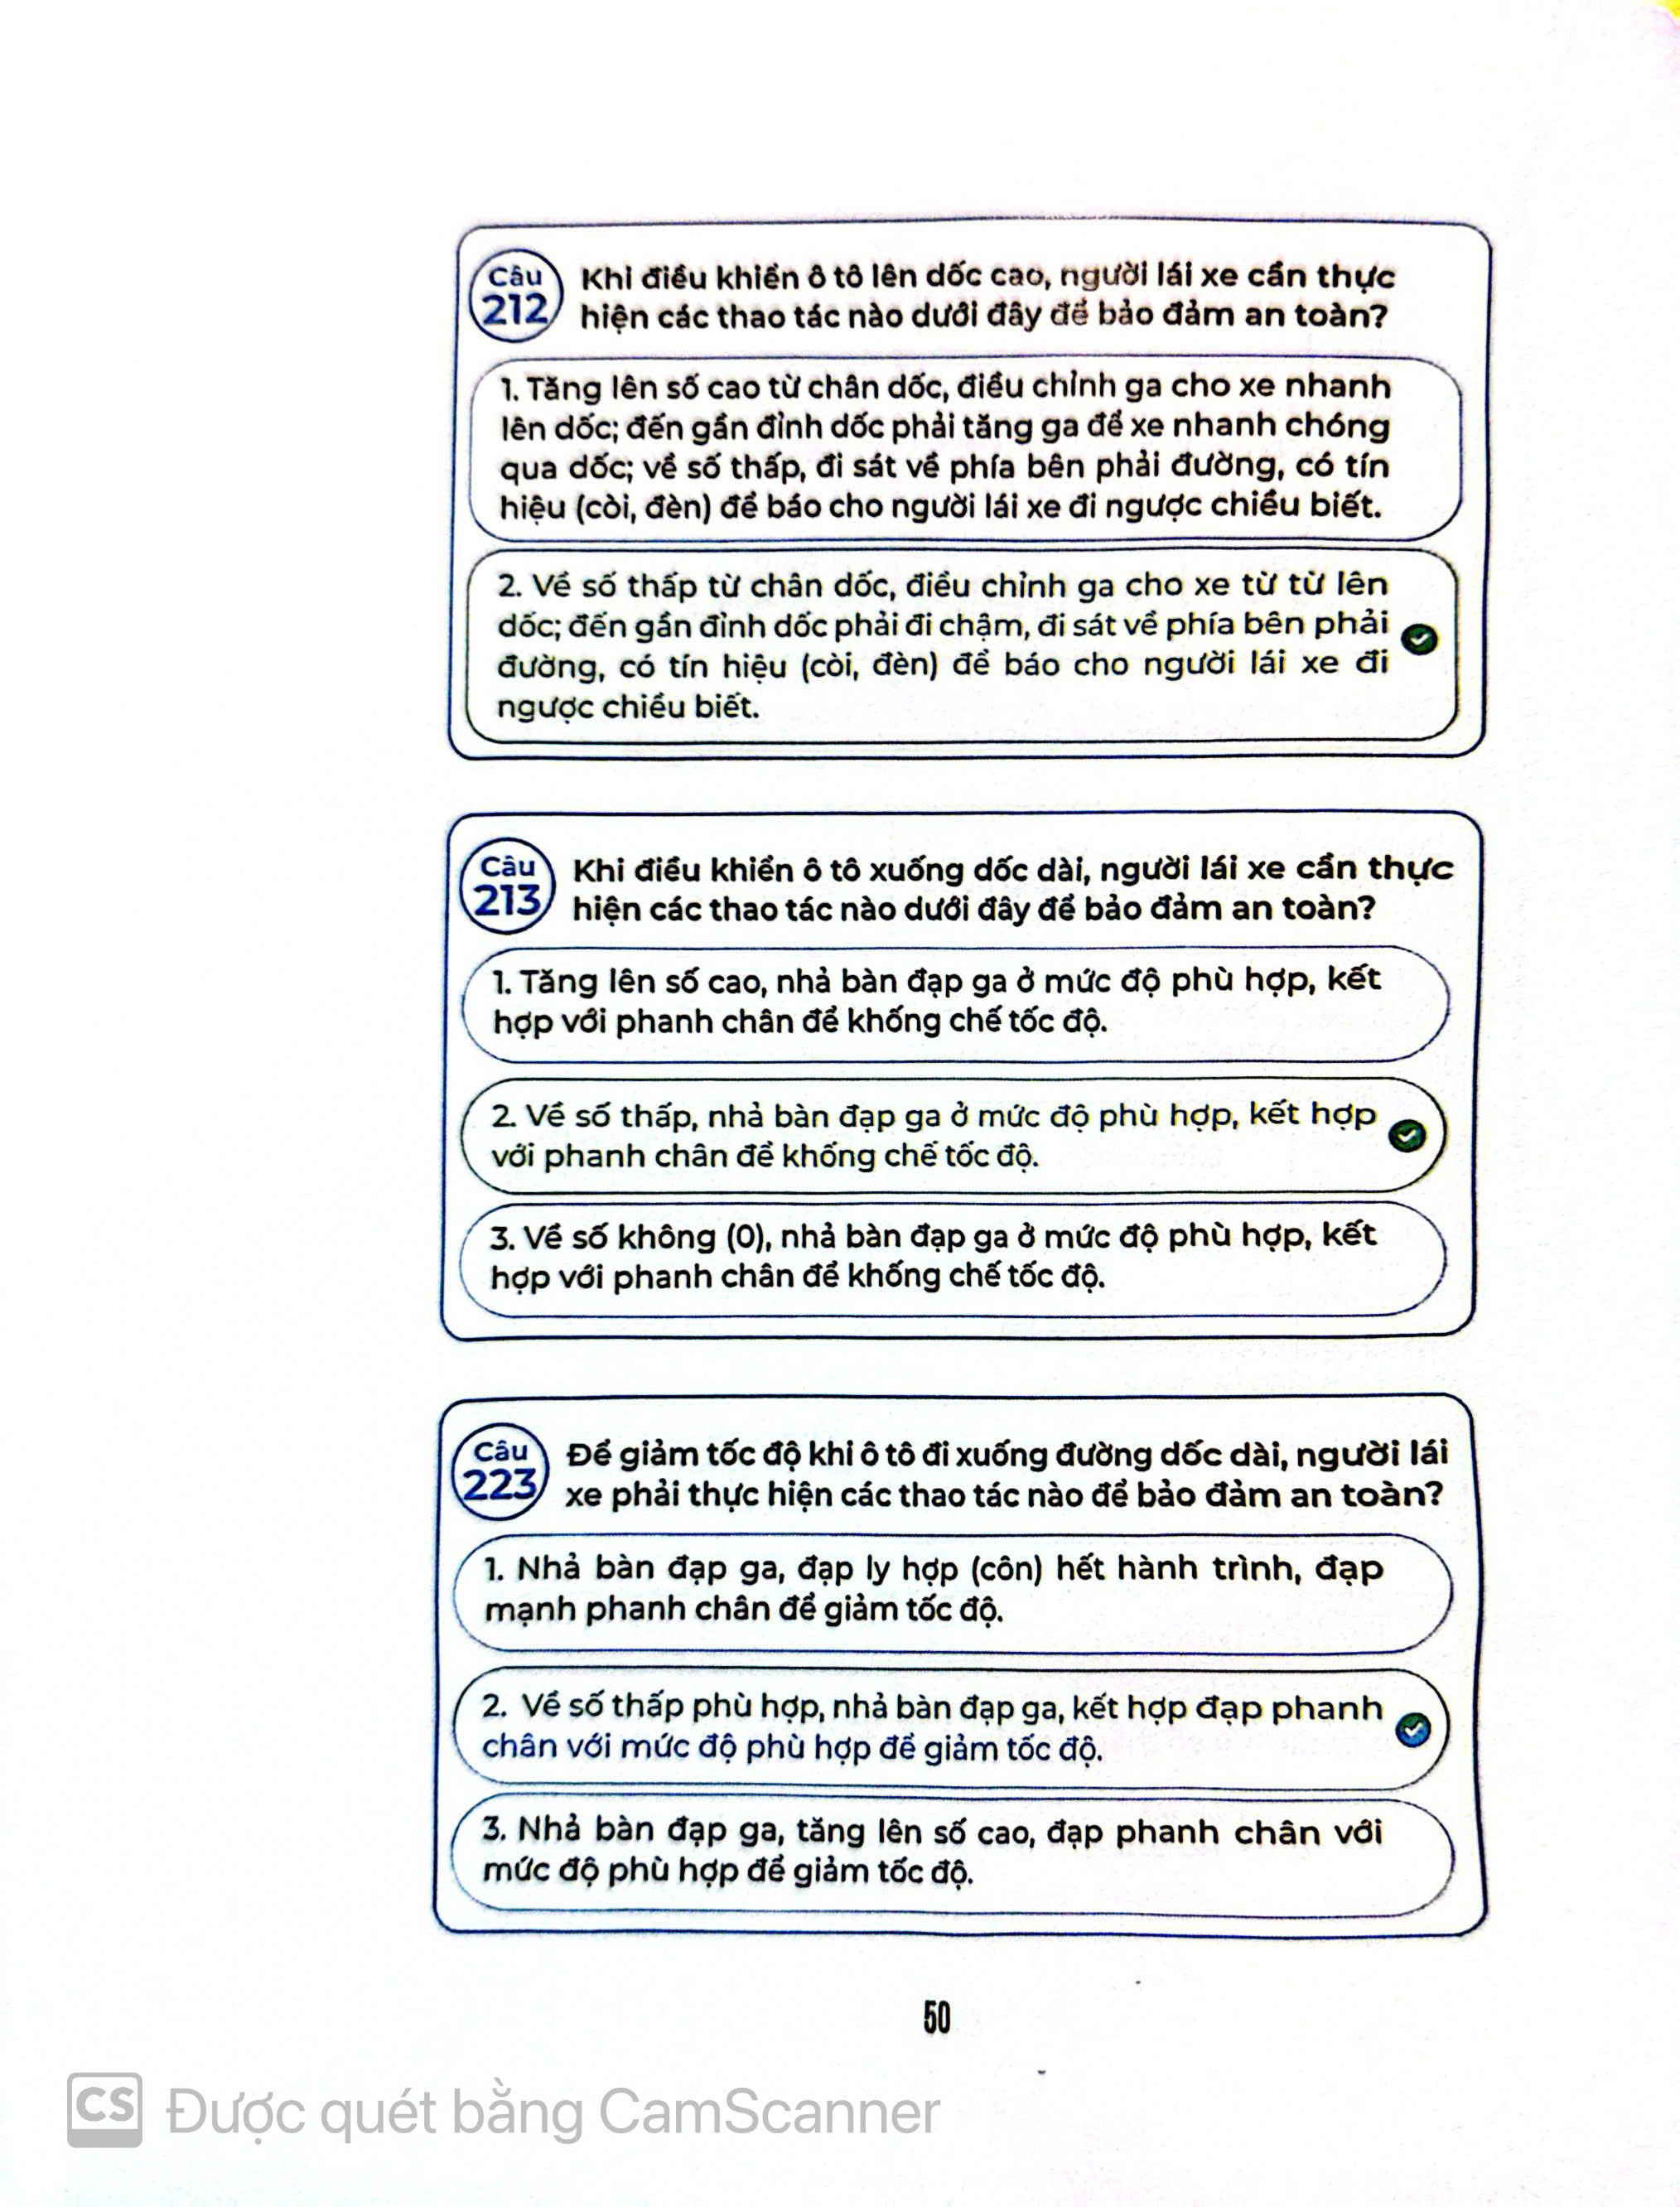 Câu
212
Khi điều khiển ô tô lên dốc cao, người lái xe cần thực
hiện các thao tác nào dưới đây để bảo đảm an toàn?
1. Tăng lên số cao từ chân dốc, điều chỉnh ga cho xe nhanh
lên dốc; đến gần đỉnh dốc phải tăng ga để xe nhanh chóng
qua dốc; về số thấp, đi sát về phía bên phải đường, có tín
hiệu (còi, đèn) để báo cho người lái xe đi ngược chiều biết.
2. Về số thấp từ chân dốc, điều chỉnh ga cho xe từ từ lên
dốc; đến gần đỉnh dốc phải đi chậm, đi sát về phía bên phải
đường, có tín hiệu (còi, đèn) để báo cho người lái xe đi
ngược chiều biết.
Câu
213
Khi điều khiển ô tô xuống dốc dài, người lái xe cần thực
hiện các thao tác nào dưới đây để bảo đảm an toàn?
1. Tăng lên số cao, nhả bàn đạp ga ở mức độ phù hợp, kết
hợp với phanh chân để khống chế tốc độ.
2. Về số thấp, nhả bàn đạp ga ở mức độ phù hợp, kết hợp
với phanh chân để khống chế tốc độ.
3. Về số không (0), nhả bàn đạp ga ở mức độ phù hợp, kết
hợp với phanh chân để khống chế tốc độ.
Câu
223
Để giảm tốc độ khi ô tô đi xuống đường dốc dài, người lái
xe phải thực hiện các thao tác nào để bảo đảm an toàn?
1. Nhả bàn đạp ga, đạp ly hợp (côn) hết hành trình, đạp
mạnh phanh chân để giảm tốc độ.
2. Về số thấp phù hợp, nhả bàn đạp ga, kết hợp đạp phanh
chân với mức độ phù hợp để giảm tốc độ.
3. Nhả bàn đạp ga, tăng lên số cao, đạp phanh chân với
mức độ phù hợp để giảm tốc độ.
50
CS Được quét bằng CamScanner